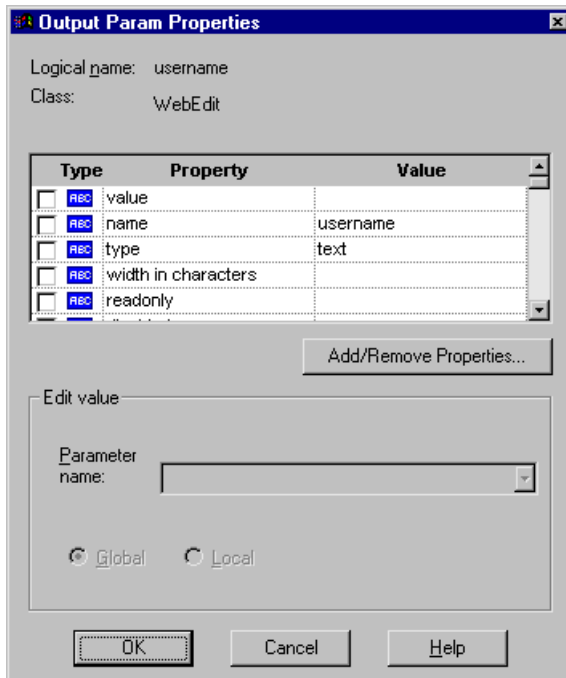 Output Param Properties
Logical name: username
Class: WebEdit
Type Property Value
ABC value
ABC name username
ABC type text
ABC width in characters
ABC readonly
Add/Remove Properties...
Edit value
Parameter
name:
Global Local
OK Cancel Help